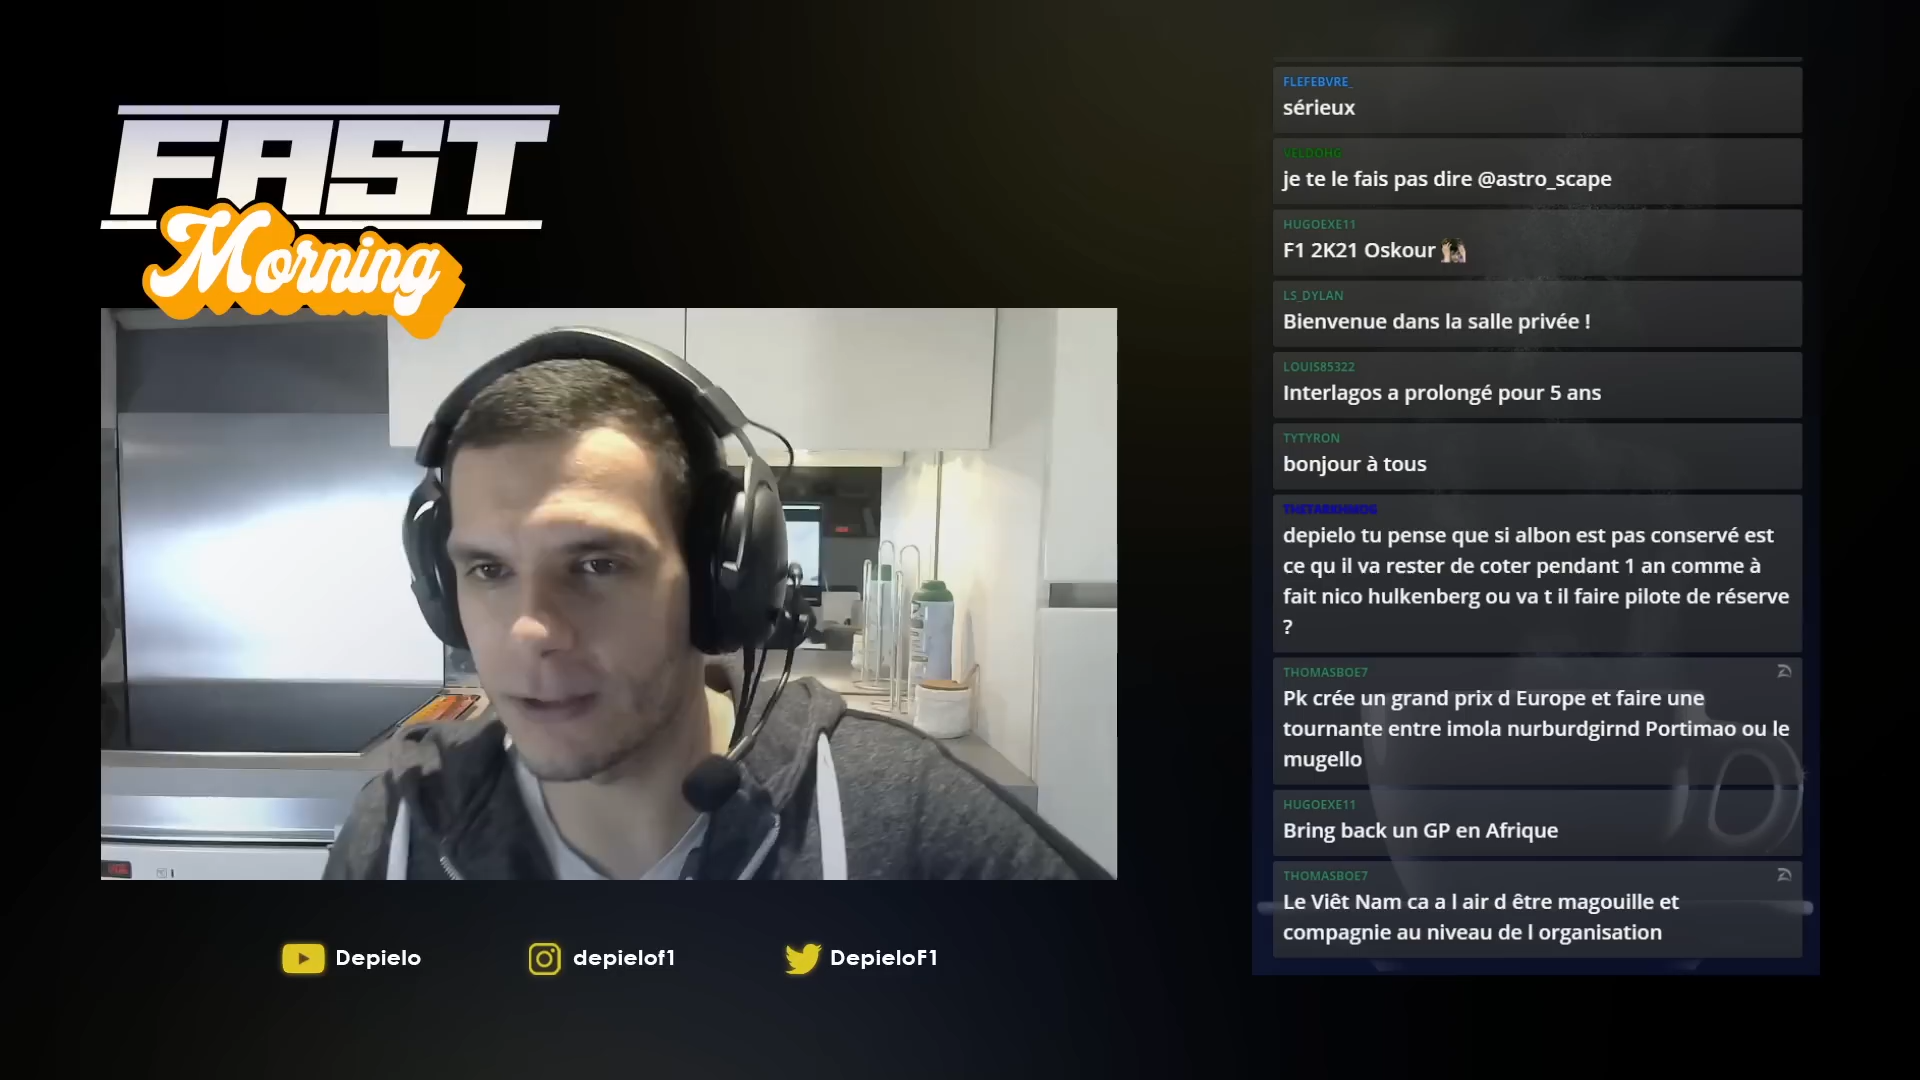 FAST
Morning
Depielo
depielof1
DepieloF1
FLEFEBVRE_
sérieux
VELDOHG
je te le fais pas dire @astro_scape
HUGOEXE11
F1 2K21 Oskour
LS_DYLAN
Bienvenue dans la salle privée !
LOUIS85322
Interlagos a prolongé pour 5 ans
TYTYRON
bonjour à tous
depielo tu pense que si albon est pas conservé est
ce qu il va rester de coter pendant 1 an comme à
fait nico hulkenberg ou va t il faire pilote de réserve
?
THOMASBOE7
Pk crée un grand prix d Europe et faire une
tournante entre imola nurburdgirnd Portimao ou le
mugello
HUGOEXE11
Bring back un GP en Afrique
THOMASBOE7
Le Viêt Nam ca a l air d être magouille et
compagnie au niveau de l organisation